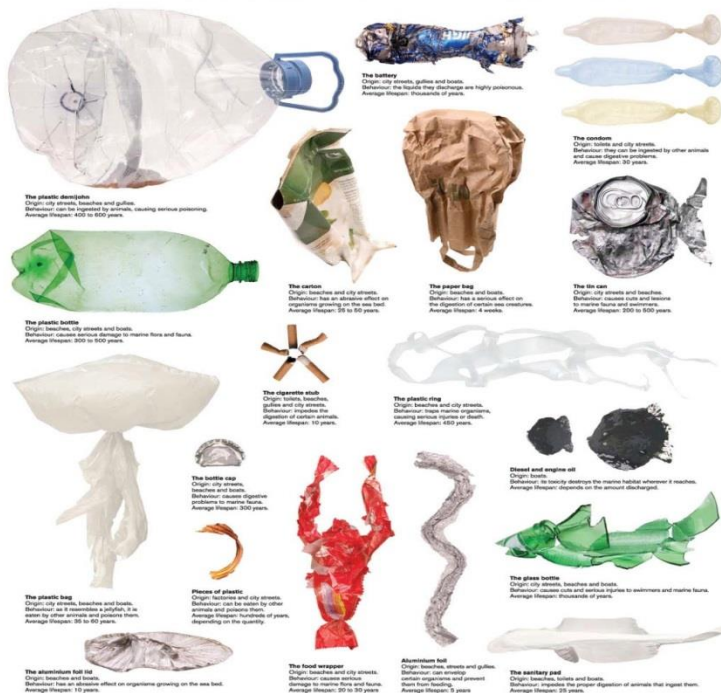 The battery
Origin: city streets, gullies and boats.
Behaviour: the liquids they discharge are highly poisonous.
Average lifespan: thousands of years.
The condom
Origin: toilets and city streets.
Behaviour: they can be ingested by other animals
and cause digestive problems.
Average lifespan: 30 years.
The plastic demijohn
Origin: city streets, beaches and gullies.
Behaviour: can be ingested by animals, causing serious poisoning.
Average lifespan: 400 to 600 years.
The carton
Origin: beaches and city streets.
Behaviour: has an abrasive effect on
organisms growing on the sea bed.
Average lifespan: 25 to 50 years.
The paper bag
Origin: beaches and boats.
Behaviour: has a serious effect on
the digestion of certain sea creatures.
Average lifespan: 4 weeks.
The tin can
Origin: city streets and beaches.
Behaviour: causes cuts and lesions
to marine fauna and swimmers.
Average lifespan: 200 to 500 years.
The plastic bottle
Origin: beaches, city streets and boats.
Behaviour: causes serious damage to marine flora and fauna.
Average lifespan: 300 to 500 years.
The cigarette stub
Origin: toilets, beaches,
gullies and city streets.
Behaviour: impedes the
digestion of certain animals.
Average lifespan: 10 years.
The plastic ring
Origin: beaches and city streets.
Behaviour: traps marine organisms,
causing serious injuries or death.
Average lifespan: 450 years.
Diesel and engine oil
Origin: boats.
Behaviour: its toxicity destroys the marine habitat wherever it reaches.
Average lifespan: depends on the amount discharged.
The bottle cap
Origin: city streets,
beaches and boats.
Behaviour: causes digestive
problems to marine fauna.
Average lifespan: 300 years.
The plastic bag
Origin: city streets, beaches and boats.
Behaviour: as it resembles a jellyfish, it is
eaten by other animals and poisons them.
Average lifespan: 35 to 60 years.
Pieces of plastic
Origin: factories and city streets.
Behaviour: can be eaten by other
animals and poisons them.
Average lifespan: hundreds of years,
depending on the quantity.
The glass bottle
Origin: city streets, beaches and boats.
Behaviour: causes cuts and serious injuries to swimmers and marine fauna.
Average lifespan: thousands of years.
The aluminium foil lid
Origin: beaches and boats.
Behaviour: has an abrasive effect on organisms growing on the sea bed.
Average lifespan: 10 years.
The food wrapper
Origin: beaches and city streets.
Behaviour: causes serious
damage to marine flora and fauna.
Average lifespan: 20 to 30 years
Aluminium foil
Origin: beaches, streets and gullies.
Behaviour: can envelop
certain organisms and prevent
them from feeding.
Average lifespan: 5 years
The sanitary pad
Origin: beaches, toilets and boats.
Behaviour: impedes the proper digestion of animals that ingest them.
Average lifespan: 25 years.